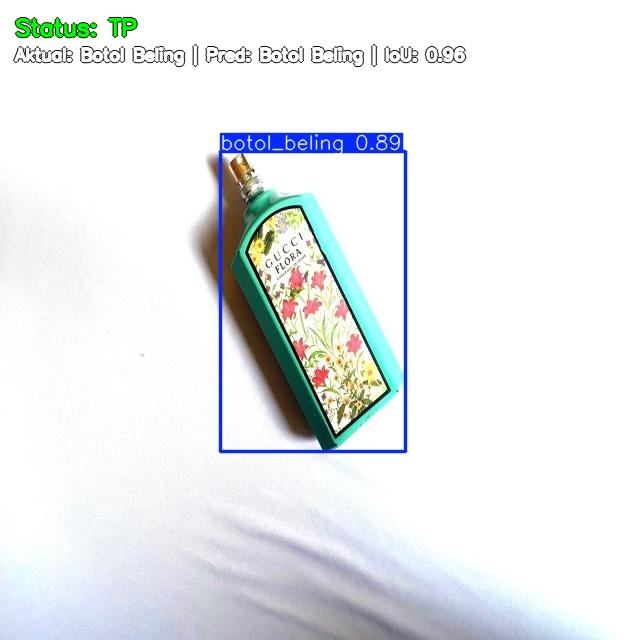 Status: TP
Aktual: Botol Beling | Pred: Botol Beling | IoU: 0.96
botol_beling 0.89
GUCCI
FLORA